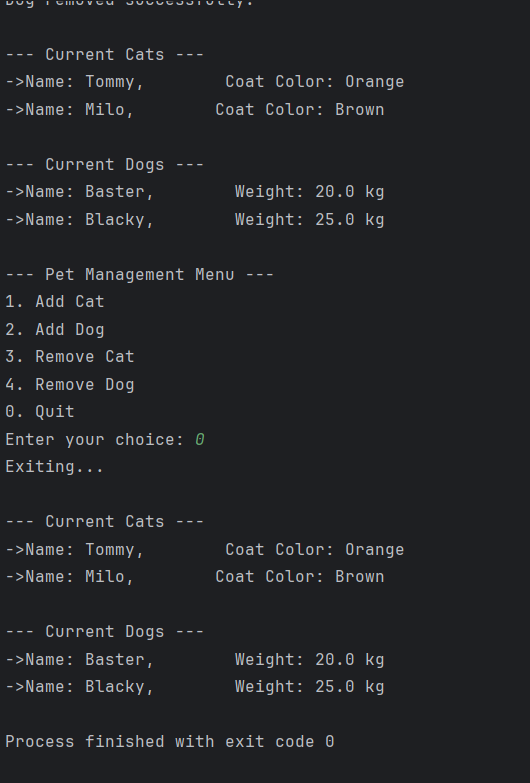 Dog removed successfully.
--- Current Cats ---
->Name: Tommy,        Coat Color: Orange
->Name: Milo,        Coat Color: Brown
--- Current Dogs ---
->Name: Baster,        Weight: 20.0 kg
->Name: Blacky,        Weight: 25.0 kg
--- Pet Management Menu ---
1. Add Cat
2. Add Dog
3. Remove Cat
4. Remove Dog
0. Quit
Enter your choice: 0
Exiting...
--- Current Cats ---
->Name: Tommy,        Coat Color: Orange
->Name: Milo,        Coat Color: Brown
--- Current Dogs ---
->Name: Baster,        Weight: 20.0 kg
->Name: Blacky,        Weight: 25.0 kg
Process finished with exit code 0